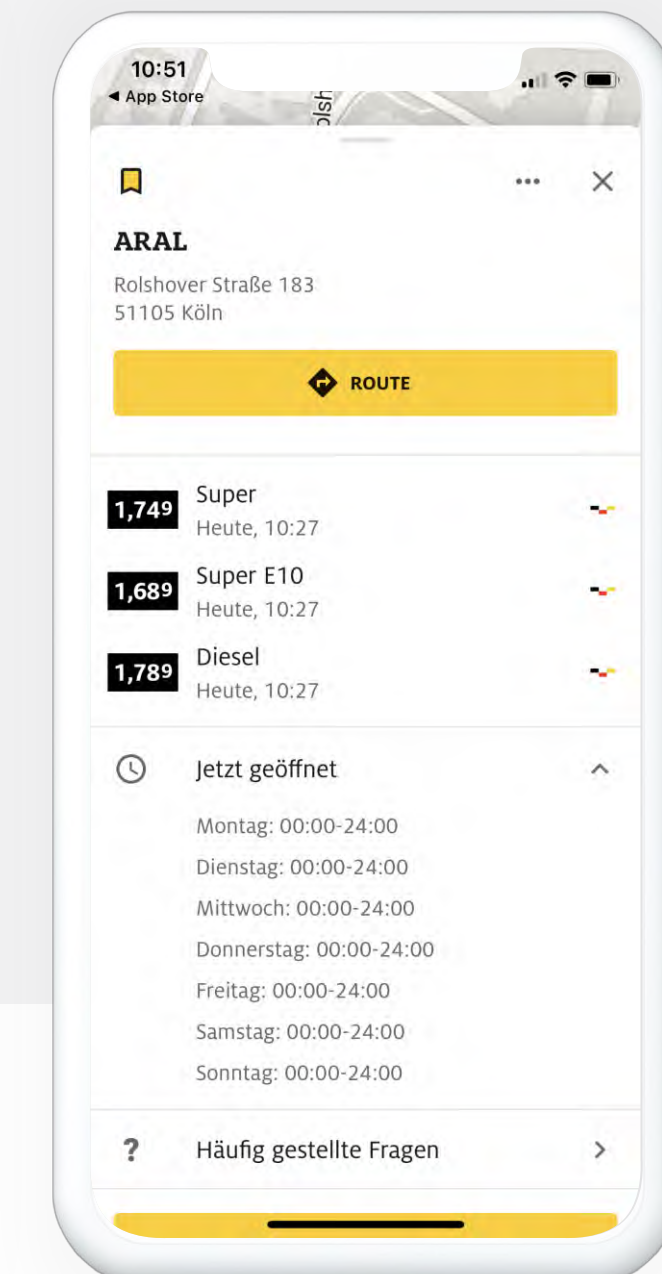 10:51
◀ App Store
olsh
ARAL
Rolshover Straße 183
51105 Köln
ROUTE
1,749
Super
Heute, 10:27
1,689
Super E10
Heute, 10:27
1,789
Diesel
Heute, 10:27
Jetzt geöffnet
Montag: 00:00-24:00
Dienstag: 00:00-24:00
Mittwoch: 00:00-24:00
Donnerstag: 00:00-24:00
Freitag: 00:00-24:00
Samstag: 00:00-24:00
Sonntag: 00:00-24:00
? Häufig gestellte Fragen